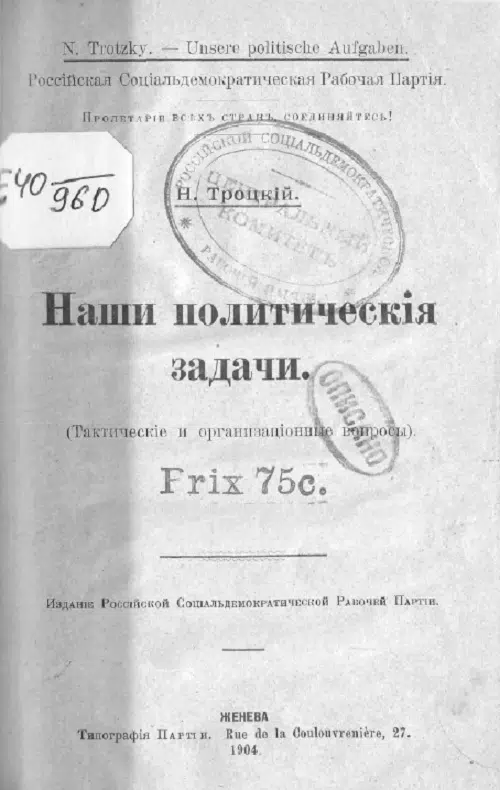 N. Trotzky. — Unsere politische Aufgaben.
Россійская Соціальдемократическая Рабочая Партія.
Пролетаріи всѣхъ странъ, соединяйтесь!
40
960
РОССІЙСКОЙ СОЦІАЛЬДЕМОКРАТИЧЕСКОЙ
ЦЕНТРАЛЬНЫЙ
КОМИТЕТЪ
РАБОЧЕЙ ПАРТІИ
Н. Троцкій.
Наши политическія
задачи.
(Тактическіе и организаціонные вопросы).
ОПИСАНО
Prix 75c.
Изданіе Россійской Соціальдемократической Рабочей Партіи.
ЖЕНЕВА
Типографія Партіи. Rue de la Coulouvrenière, 27.
1904